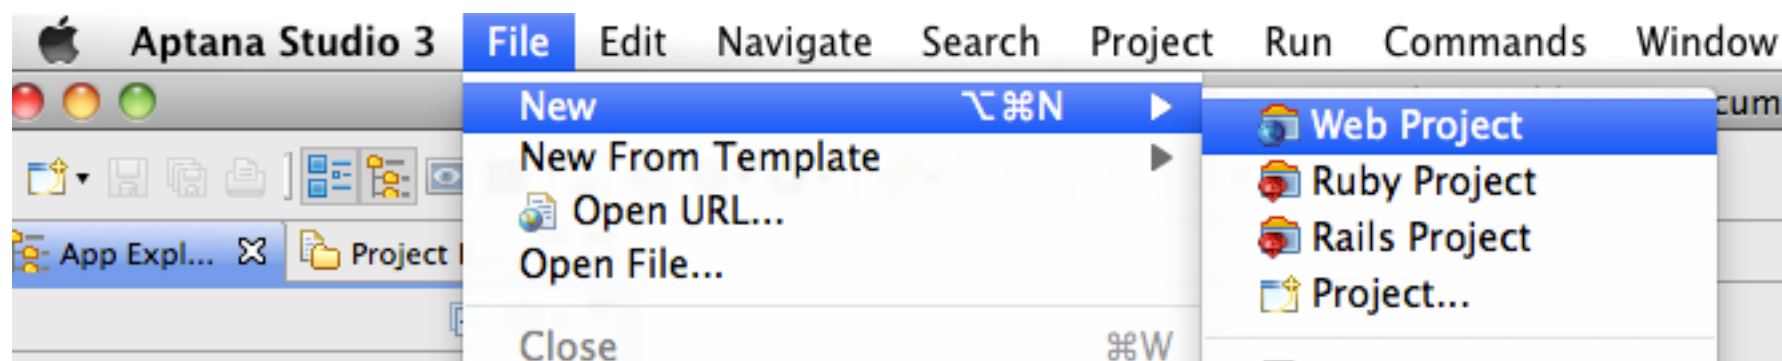 Aptana Studio 3 File Edit Navigate Search Project Run Commands Window
New ⌥⌘N
Web Project
New From Template
Ruby Project
Open URL...
Rails Project
App Expl... Project
Open File...
Project...
Close ⌘W